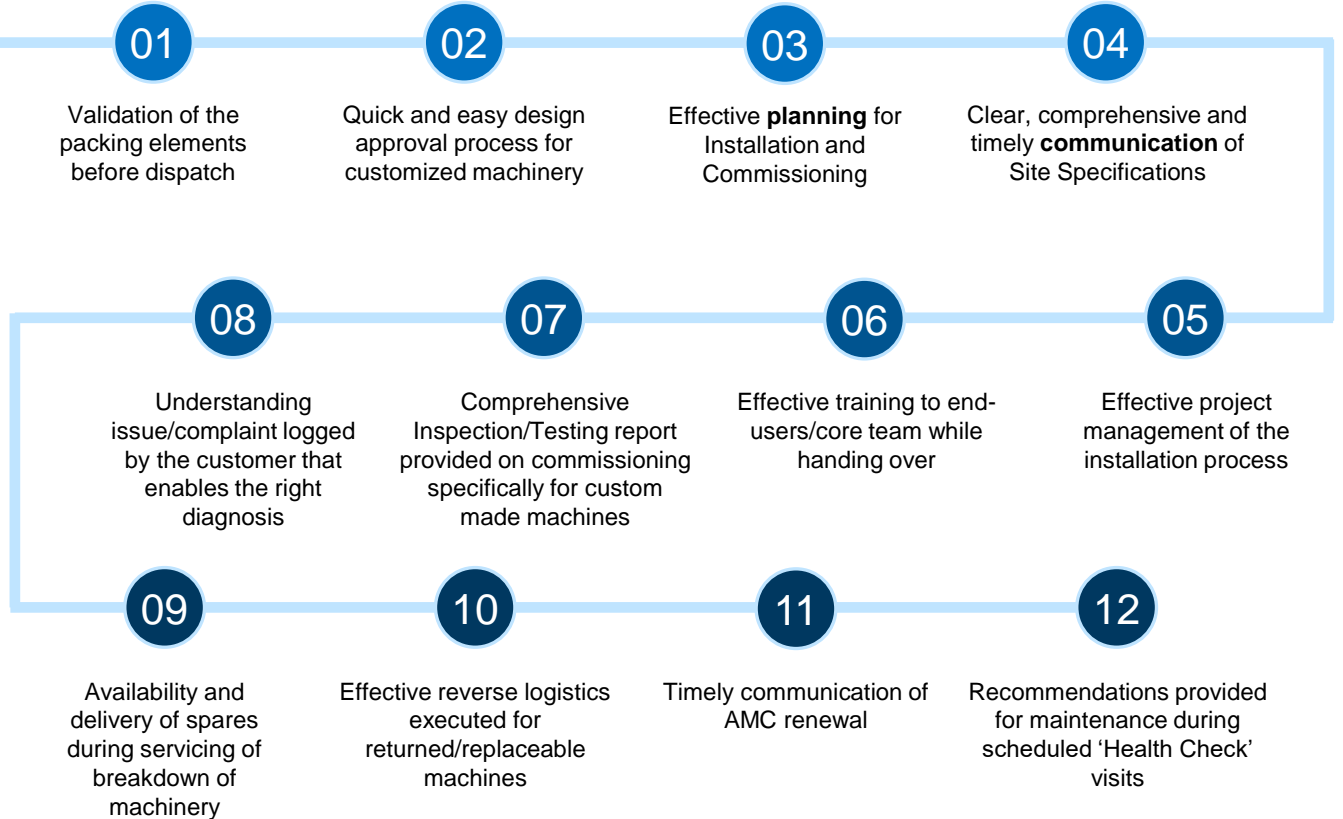 01
Validation of the
packing elements
before dispatch
02
Quick and easy design
approval process for
customized machinery
03
Effective planning for
Installation and
Commissioning
04
Clear, comprehensive and
timely communication of
Site Specifications
05
Effective project
management of the
installation process
06
Effective training to end-
users/core team while
handing over
07
Comprehensive
Inspection/Testing report
provided on commissioning
specifically for custom
made machines
08
Understanding
issue/complaint logged
by the customer that
enables the right
diagnosis
09
Availability and
delivery of spares
during servicing of
breakdown of
machinery
10
Effective reverse logistics
executed for
returned/replaceable
machines
11
Timely communication of
AMC renewal
12
Recommendations provided
for maintenance during
scheduled ‘Health Check’
visits